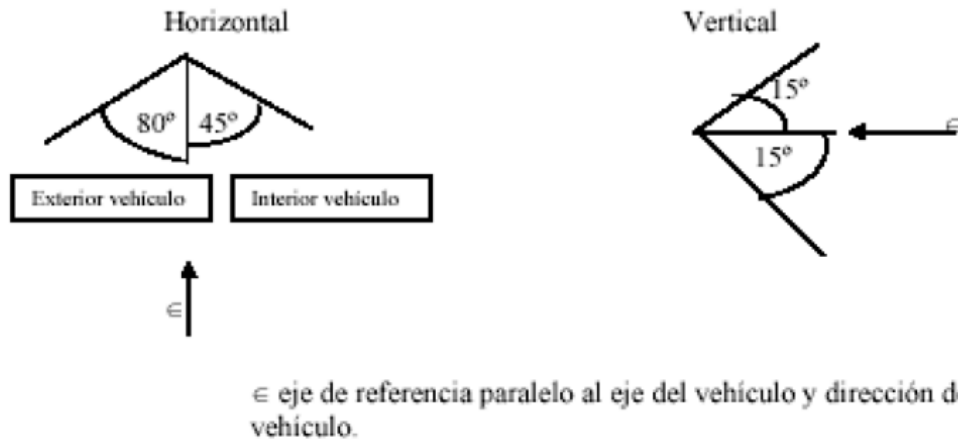 Horizontal
Vertical
80º
45º
15º
15º
∈
Exterior vehículo
Interior vehículo
∈
∈ eje de referencia paralelo al eje del vehículo y dirección d
vehículo.